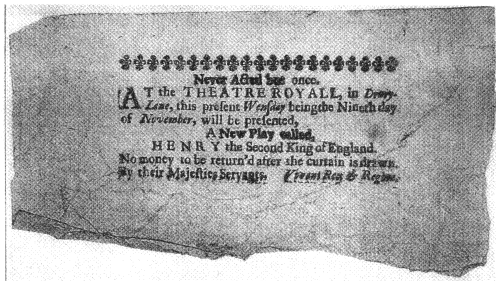 Never Acted but once.
AT the THEATRE ROYALL, in Drury-
Lane, this preſent Wenſday being the Nineth day
of November, will be preſented,
A New Play called,
HENRY the Second King of England.
No money to be return'd after the curtain is drawn.
By their Majeſties Servants. Vivant Rex & Regina.